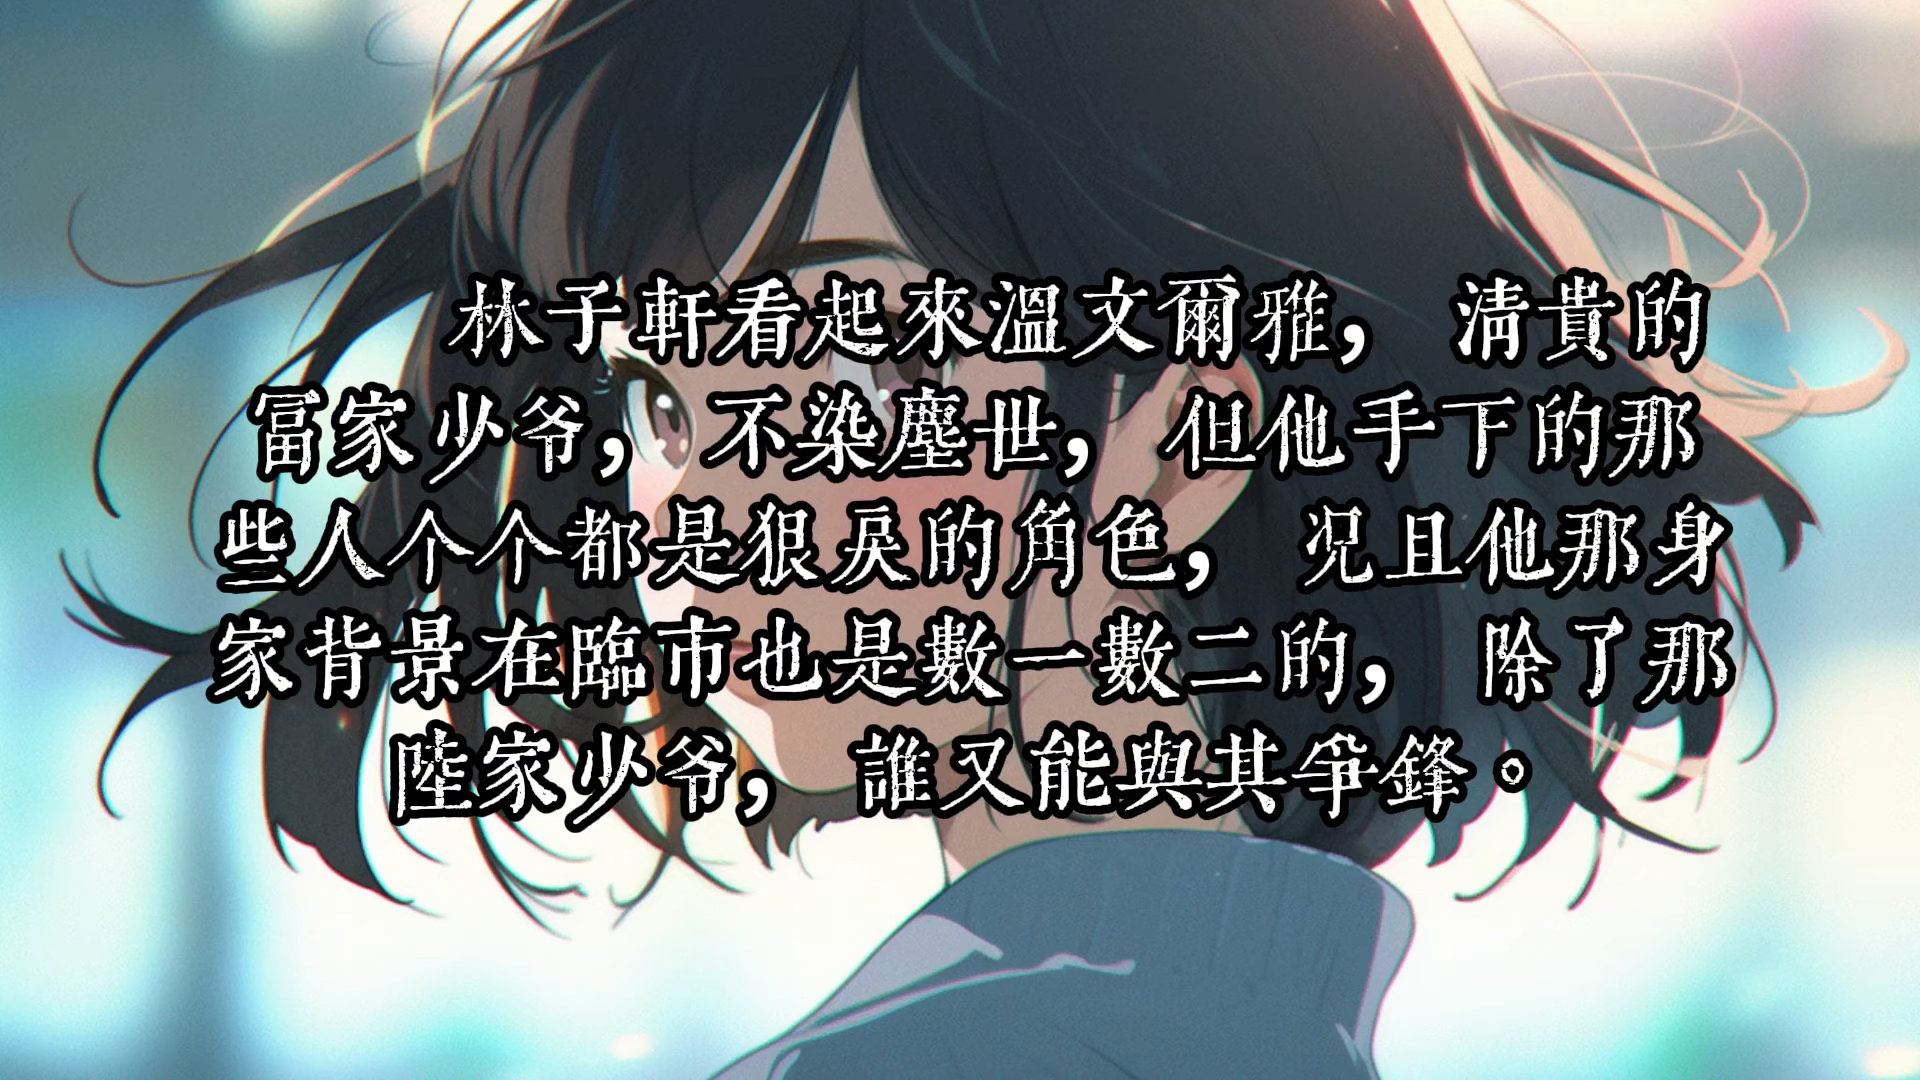 林子軒看起來溫文爾雅，清貴的
冨家少爷，不染塵世，但他手下的那
些人个个都是狠戾的角色，况且他那身
家背景在臨市也是數一數二的，除了那
陸家少爷，誰又能與其爭鋒。